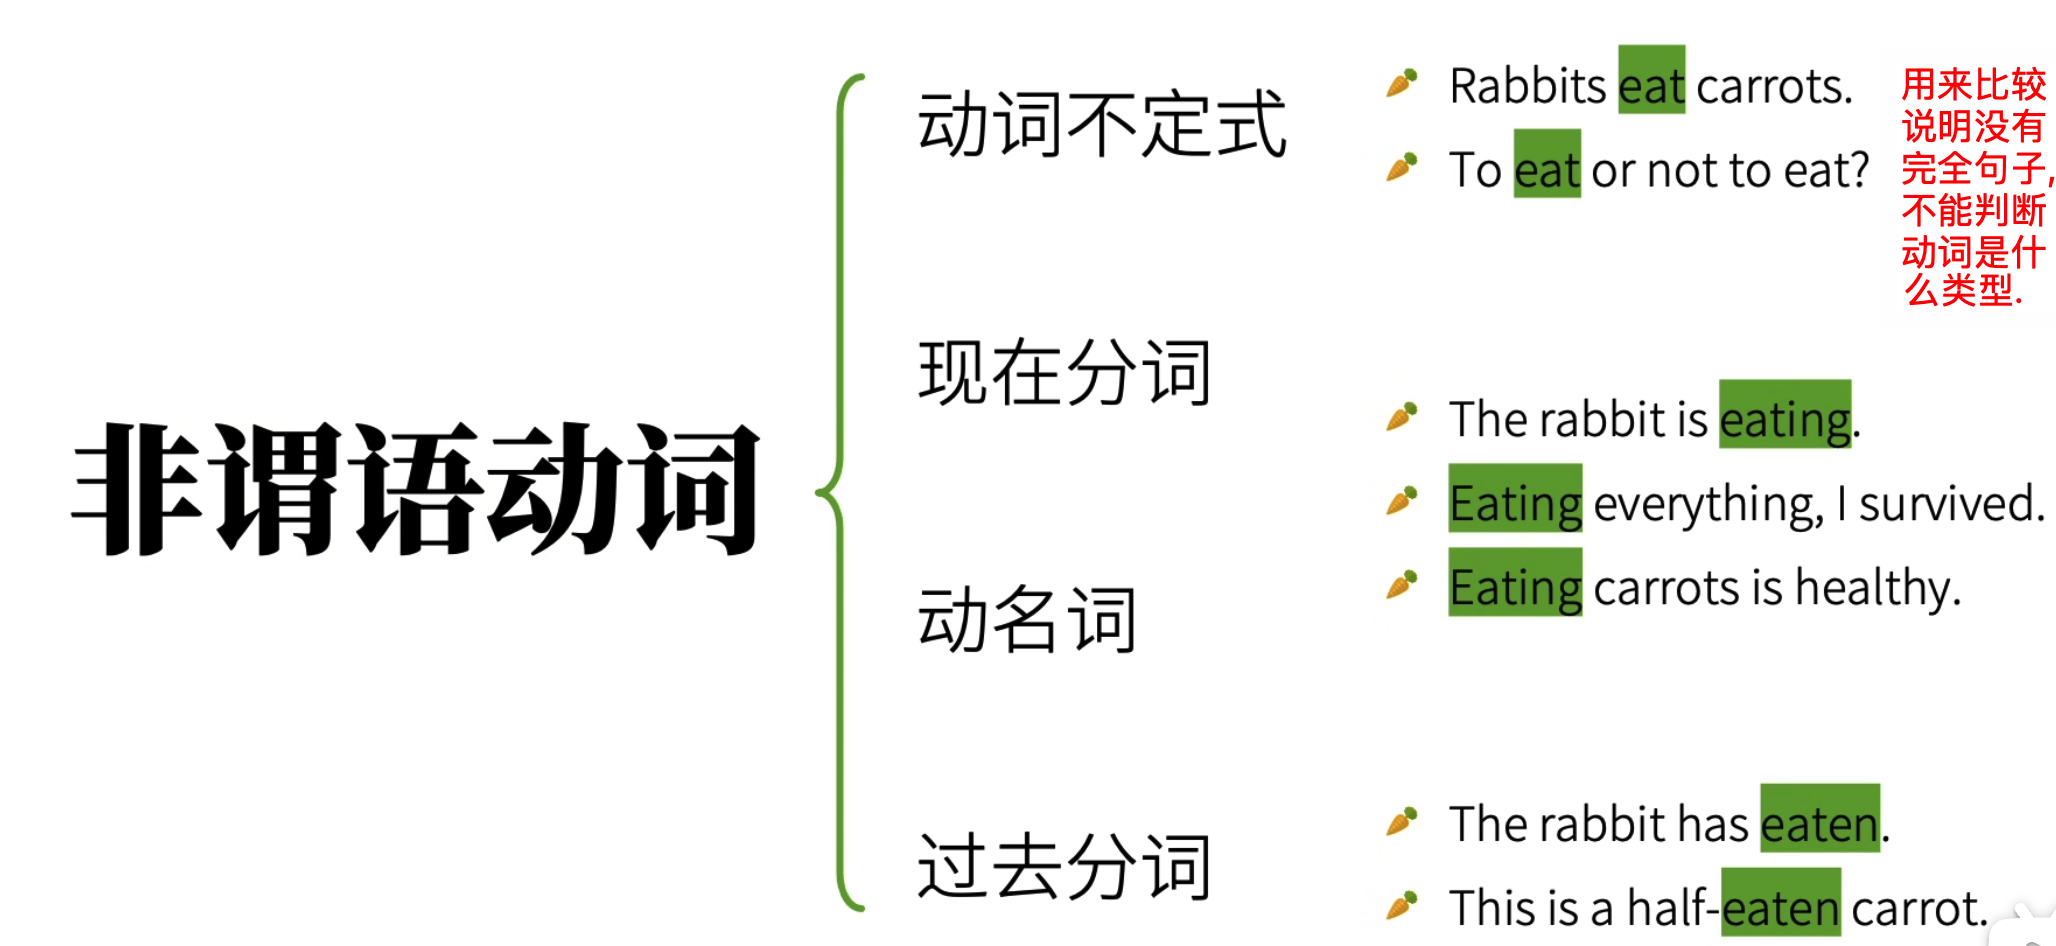 非谓语动词
动词不定式
Rabbits eat carrots.
To eat or not to eat?
用来比较
说明没有
完全句子,
不能判断
动词是什
么类型.
现在分词
The rabbit is eating.
Eating everything, I survived.
动名词
Eating carrots is healthy.
过去分词
The rabbit has eaten.
This is a half-eaten carrot.